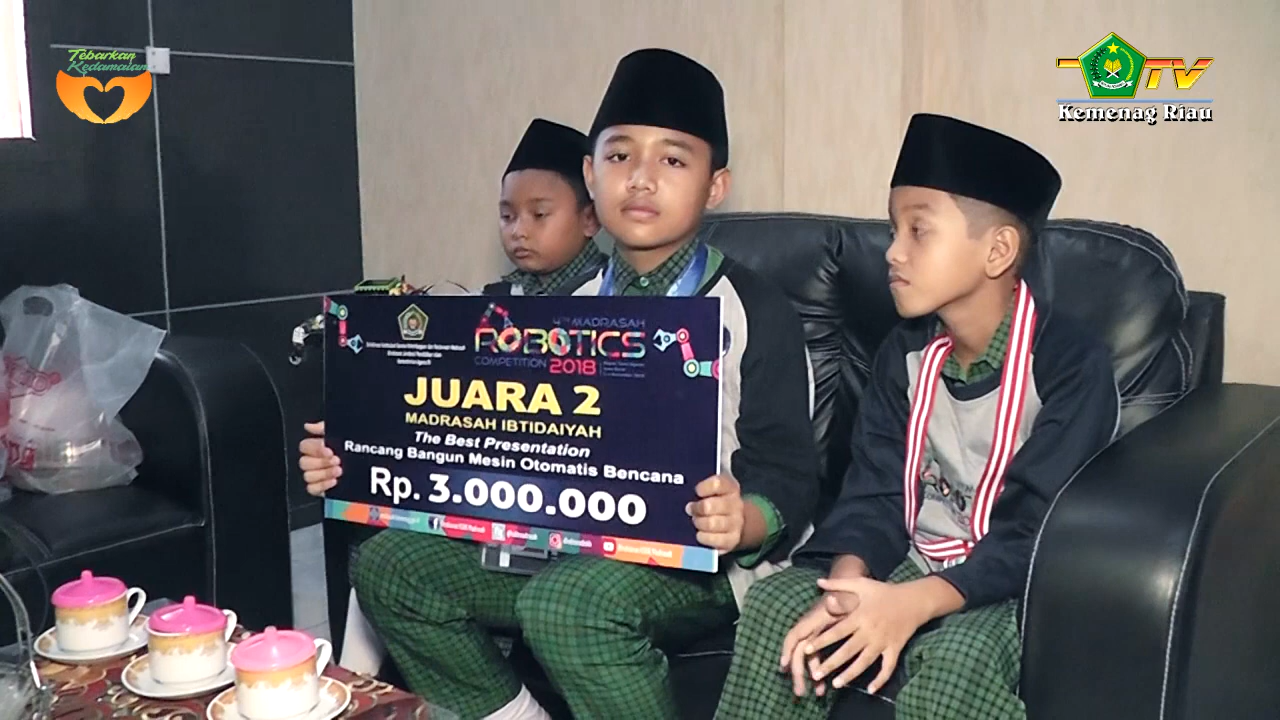 Tebarkan
Kedamaian
TV
Kemenag Riau
4TH MADRASAH
ROBOTICS
COMPETITION 2018
JUARA 2
MADRASAH IBTIDAIYAH
The Best Presentation
Rancang Bangun Mesin Otomatis Bencana
Rp. 3.000.000